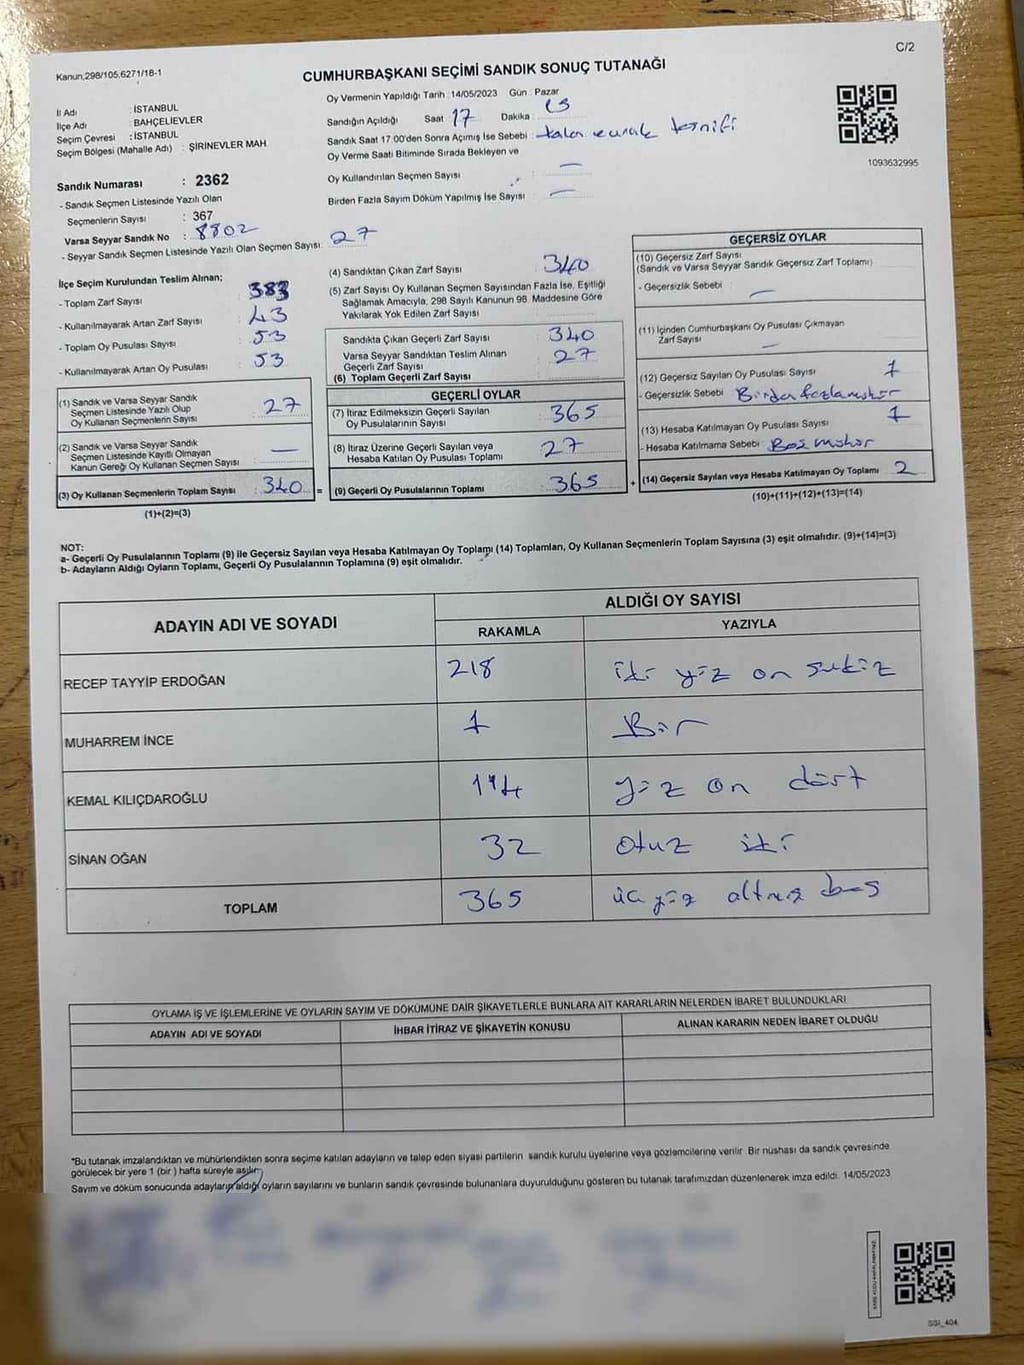 Kanun;298/105,6271/18-1
C/2
CUMHURBAŞKANI SEÇİMİ SANDIK SONUÇ TUTANAĞI
İl Adı : İSTANBUL
İlçe Adı : BAHÇELİEVLER
Seçim Çevresi : İSTANBUL
Seçim Bölgesi (Mahalle Adı) : ŞİRİNEVLER MAH
Sandık Numarası : 2362
- Sandık Seçmen Listesinde Yazılı Olan
Seçmenlerin Sayısı : 367
Varsa Seyyar Sandık No : 8802
- Seyyar Sandık Seçmen Listesinde Yazılı Olan Seçmen Sayısı: 27
Oy Vermenin Yapıldığı Tarih : 14/05/2023 Gün : Pazar
Sandığın Açıldığı Saat 17 Dakika :
Sandık Saat 17:00'den Sonra Açımış İse Sebebi :
Oy Verme Saati Bitiminde Sırada Bekleyen ve
Oy Kullandırılan Seçmen Sayısı : —
Birden Fazla Sayım Döküm Yapılmış İse Sayısı : —
1093632995
İlçe Seçim Kurulundan Teslim Alınan;
- Toplam Zarf Sayısı : 383
- Kullanılmayarak Artan Zarf Sayısı : 43
- Toplam Oy Pusulası Sayısı : 53
- Kullanılmayarak Artan Oy Pusulası : 53
(1) Sandık ve Varsa Seyyar Sandık
Seçmen Listesinde Yazılı Olup
Oy Kullanan Seçmenlerin Sayısı : 27
(2) Sandık ve Varsa Seyyar Sandık
Seçmen Listesinde Kayıtlı Olmayan
Kanun Gereği Oy Kullanan Seçmen Sayısı : —
(3) Oy Kullanan Seçmenlerin Toplam Sayısı : 340 =
(1)+(2)=(3)
(4) Sandıktan Çıkan Zarf Sayısı : 340
(5) Zarf Sayısı Oy Kullanan Seçmen Sayısından Fazla İse, Eşitliği
Sağlamak Amacıyla; 298 Sayılı Kanunun 98. Maddesine Göre
Yakılarak Yok Edilen Zarf Sayısı :
Sandıkta Çıkan Geçerli Zarf Sayısı : 340
Varsa Seyyar Sandıktan Teslim Alınan
Geçerli Zarf Sayısı : 27
(6) Toplam Geçerli Zarf Sayısı :
GEÇERLİ OYLAR
(7) İtiraz Edilmeksizin Geçerli Sayılan
Oy Pusulalarının Sayısı : 365
(8) İtiraz Üzerine Geçerli Sayılan veya
Hesaba Katılan Oy Pusulası Toplamı : 27
(9) Geçerli Oy Pusulalarının Toplamı : 365 +
GEÇERSİZ OYLAR
(10) Geçersiz Zarf Sayısı
(Sandık ve Varsa Seyyar Sandık Geçersiz Zarf Toplamı)
- Geçersizlik Sebebi : —
(11) İçinden Cumhurbaşkanı Oy Pusulası Çıkmayan
Zarf Sayısı : —
(12) Geçersiz Sayılan Oy Pusulası Sayısı : 1
- Geçersizlik Sebebi : Birden fazla mühür
(13) Hesaba Katılmayan Oy Pusulası Sayısı : 1
- Hesaba Katılmama Sebebi :
(14) Geçersiz Sayılan veya Hesaba Katılmayan Oy Toplamı : 2
(10)+(11)+(12)+(13)=(14)
NOT:
a- Geçerli Oy Pusulalarının Toplamı (9) ile Geçersiz Sayılan veya Hesaba Katılmayan Oy Toplamı (14) Toplamları, Oy Kullanan Seçmenlerin Toplam Sayısına (3) eşit olmalıdır. (9)+(14)=(3)
b- Adayların Aldığı Oyların Toplamı, Geçerli Oy Pusulalarının Toplamına (9) eşit olmalıdır.
ADAYIN ADI VE SOYADI
ALDIĞI OY SAYISI
RAKAMLA YAZIYLA
RECEP TAYYİP ERDOĞAN 218 iki yüz on sekiz
MUHARREM İNCE 1 Bir
KEMAL KILIÇDAROĞLU 114 yüz on dört
SİNAN OĞAN 32 otuz iki
TOPLAM 365 üç yüz altmış beş
OYLAMA İŞ VE İŞLEMLERİNE VE OYLARIN SAYIM VE DÖKÜMÜNE DAİR ŞİKAYETLERLE BUNLARA AİT KARARLARIN NELERDEN İBARET BULUNDUKLARI
ADAYIN ADI VE SOYADI İHBAR İTİRAZ VE ŞİKAYETİN KONUSU ALINAN KARARIN NEDEN İBARET OLDUĞU
*Bu tutanak imzalandıktan ve mühürlendikten sonra seçime katılan adayların ve talep eden siyasi partilerin sandık kurulu üyelerine veya gözlemcilerine verilir. Bir nüshası da sandık çevresinde
görülecek bir yere 1 (bir ) hafta süreyle asılır.
Sayım ve döküm sonucunda adayların aldığı oyların sayılarını ve bunların sandık çevresinde bulunanlara duyurulduğunu gösteren bu tutanak tarafımızdan düzenlenerek imza edildi. 14/05/2023
SSI_404